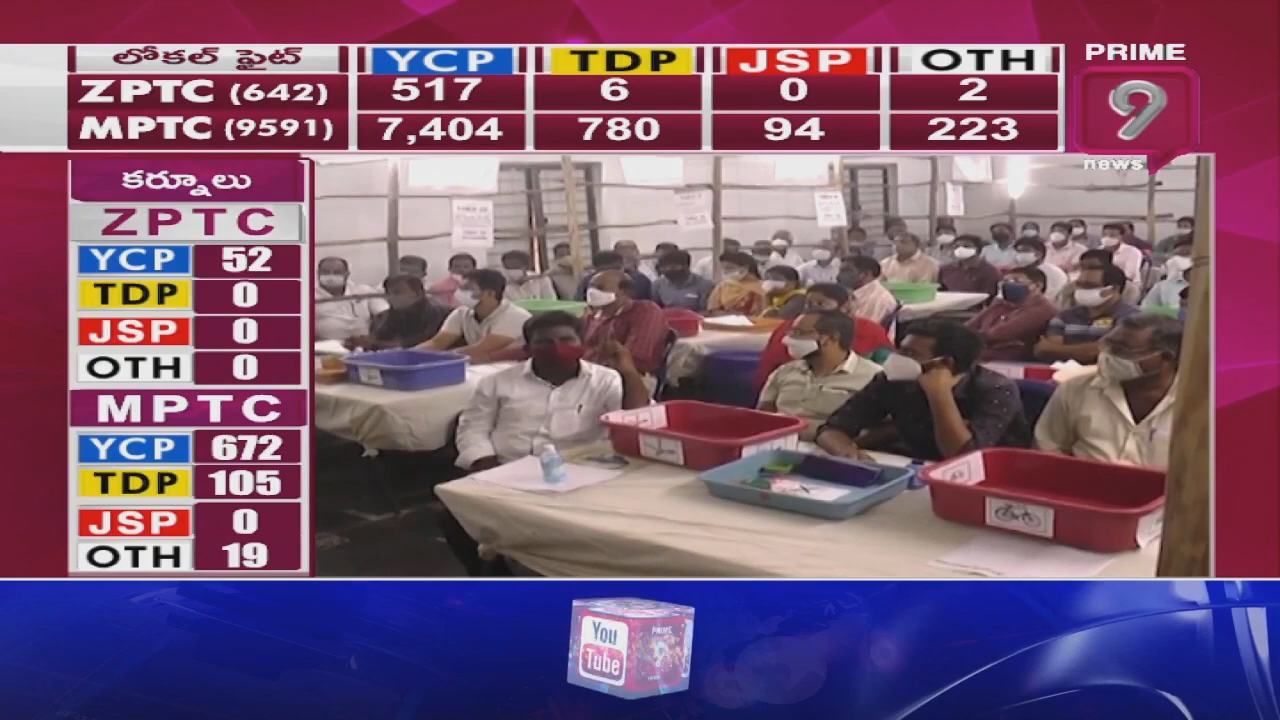 లోకల్ ఫైట్ YCP TDP JSP OTH
ZPTC (642) 517 6 0 2
MPTC (9591) 7,404 780 94 223
PRIME
9
news
కర్నూలు
ZPTC
YCP 52
TDP 0
JSP 0
OTH 0
MPTC
YCP 672
TDP 105
JSP 0
OTH 19
You
Tube
PRIME